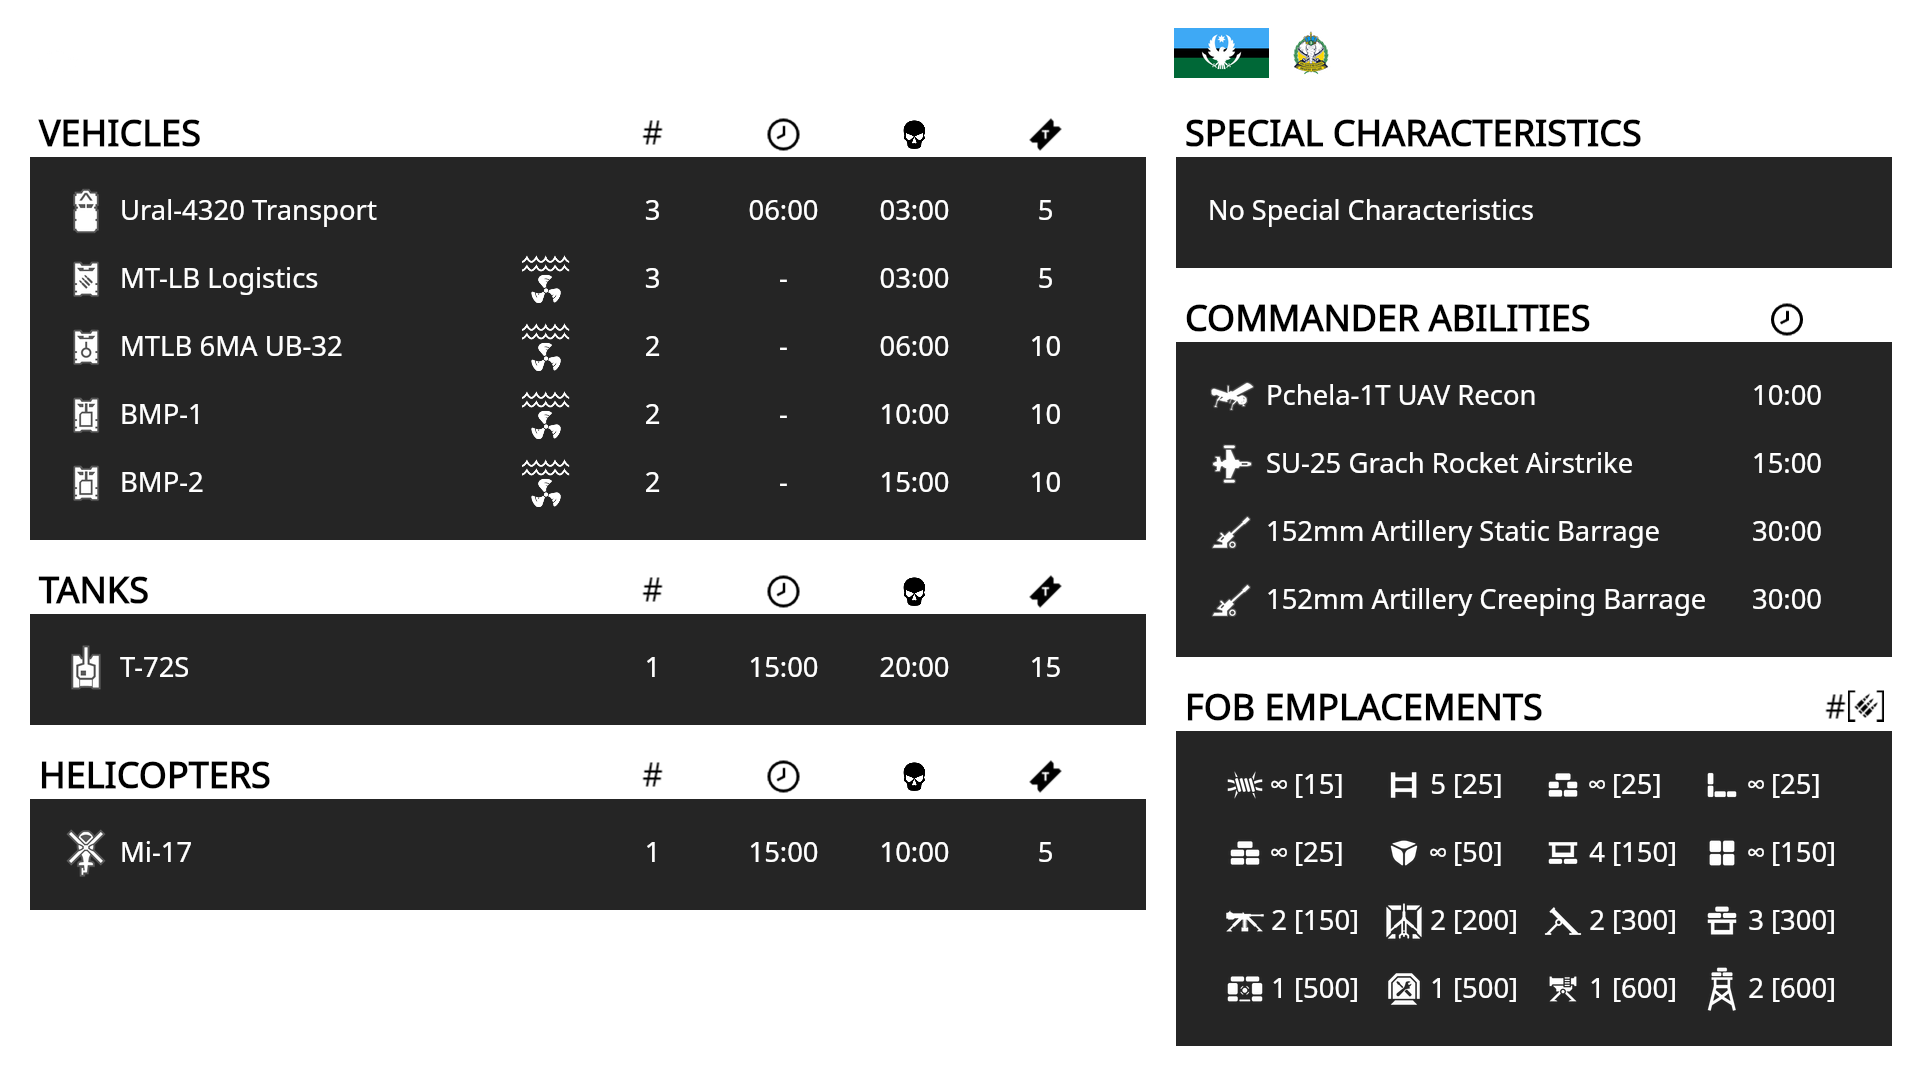 VEHICLES #
Ural-4320 Transport 3 06:00 03:00 5
MT-LB Logistics 3 - 03:00 5
MTLB 6MA UB-32 2 - 06:00 10
BMP-1 2 - 10:00 10
BMP-2 2 - 15:00 10
TANKS # T
T-72S 1 15:00 20:00 15
HELICOPTERS # T
Mi-17 1 15:00 10:00 5
SPECIAL CHARACTERISTICS
No Special Characteristics
COMMANDER ABILITIES
Pchela-1T UAV Recon 10:00
SU-25 Grach Rocket Airstrike 15:00
152mm Artillery Static Barrage 30:00
152mm Artillery Creeping Barrage 30:00
FOB EMPLACEMENTS #[]
∞ [15] 5 [25] ∞ [25] ∞ [25]
∞ [25] ∞ [50] 4 [150] ∞ [150]
2 [150] 2 [200] 2 [300] 3 [300]
1 [500] 1 [500] 1 [600] 2 [600]